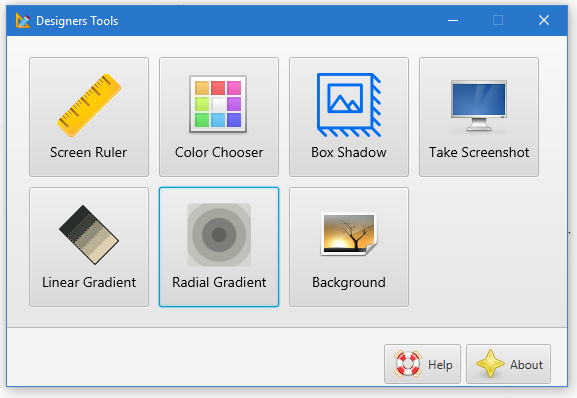 Designers Tools
Screen Ruler
Color Chooser
Box Shadow
Take Screenshot
Linear Gradient
Radial Gradient
Background
Help
About